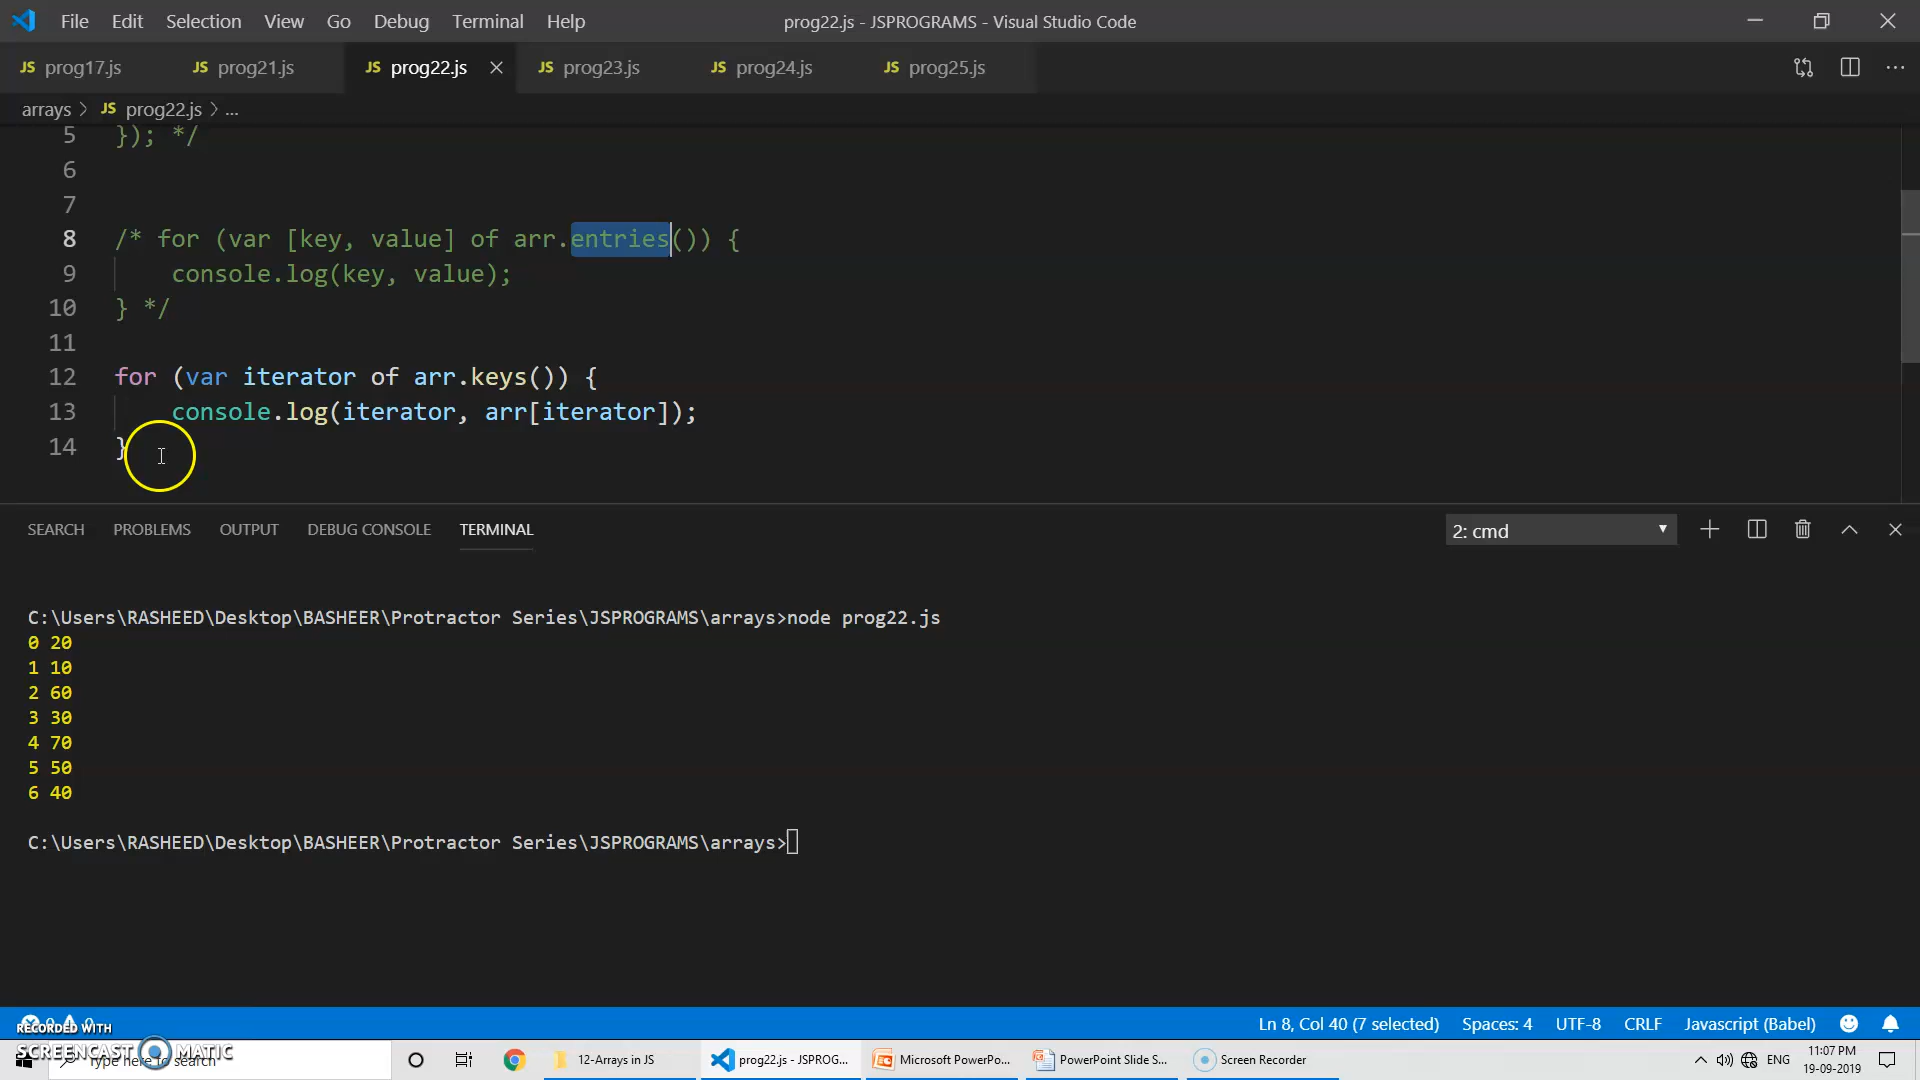 File Edit Selection View Go Debug Terminal Help
prog22.js - JSPROGRAMS - Visual Studio Code
JS prog17.js JS prog21.js JS prog22.js JS prog23.js JS prog24.js JS prog25.js
arrays > JS prog22.js > ...
5 }); */
6
7
8 /* for (var [key, value] of arr.entries()) {
9 console.log(key, value);
10 } */
11
12 for (var iterator of arr.keys()) {
13 console.log(iterator, arr[iterator]);
14 }
SEARCH PROBLEMS OUTPUT DEBUG CONSOLE TERMINAL
2: cmd
C:\Users\RASHEED\Desktop\BASHEER\Protractor Series\JSPROGRAMS\arrays>node prog22.js
0 20
1 10
2 60
3 30
4 70
5 50
6 40
C:\Users\RASHEED\Desktop\BASHEER\Protractor Series\JSPROGRAMS\arrays>
Ln 8, Col 40 (7 selected) Spaces: 4 UTF-8 CRLF Javascript (Babel)
RECORDED WITH
SCREENCAST MATIC
Type here to search
12-Arrays in JS
prog22.js - JSPROG...
Microsoft PowerPo...
PowerPoint Slide S...
Screen Recorder
ENG
11:07 PM
19-09-2019